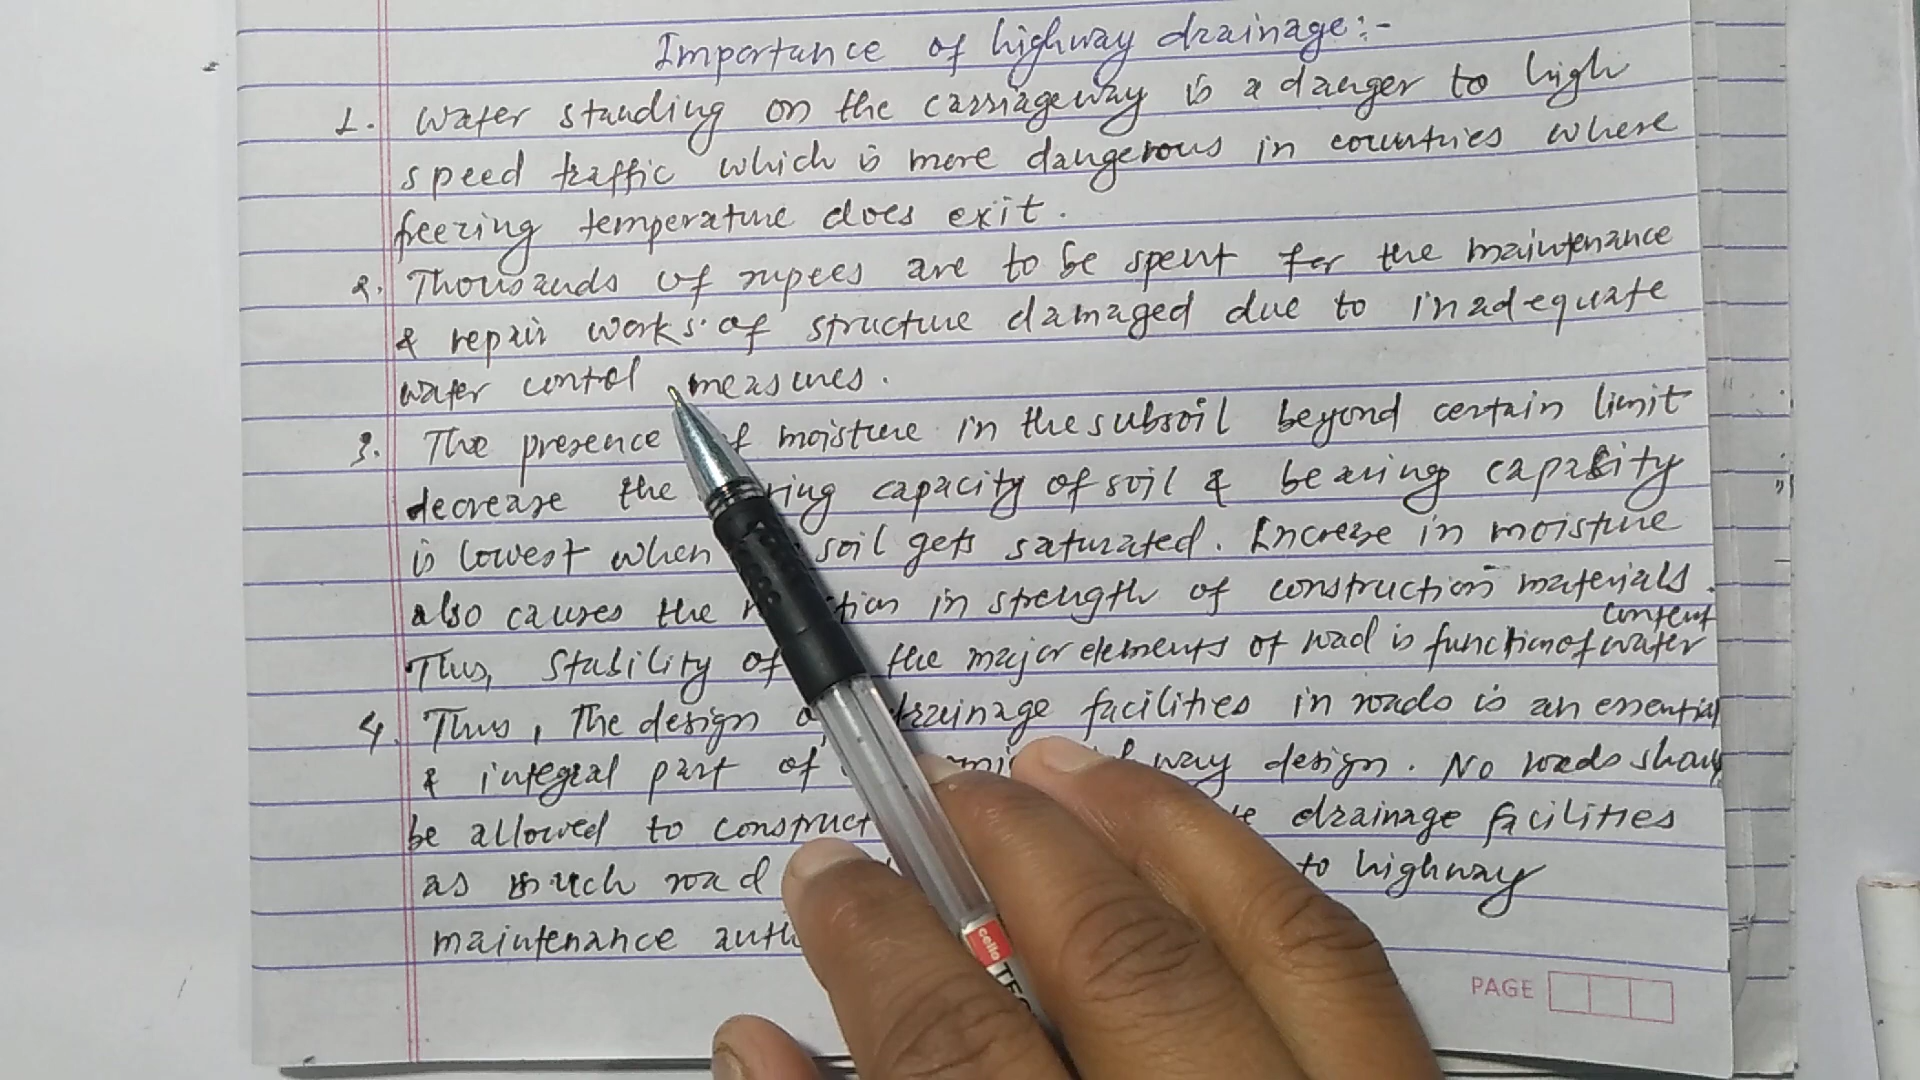 Importance of highway drainage:-
1. Water standing on the carriageway is a danger to high
speed traffic which is more dangerous in countries where
freezing temperature does exit.
2. Thousands of rupees are to be spent for the maintenance
& repair works of structure damaged due to inadequate
water contol measures.
3. The presence of moisture in the subsoil beyond certain limit
decrease the ring capacity of soil & bearing capacity
is lowest when soil gets saturated. Increase in moisture
also causes the tion in strength of construction materials.
content
Thus, Stability of the major elements of road is function of water
4. Thus, The design drainage facilities in roads is an essential
& integral part of way design. No roads
be allowed to construct drainage facilities
as much road to highway
maintenance
PAGE
cello